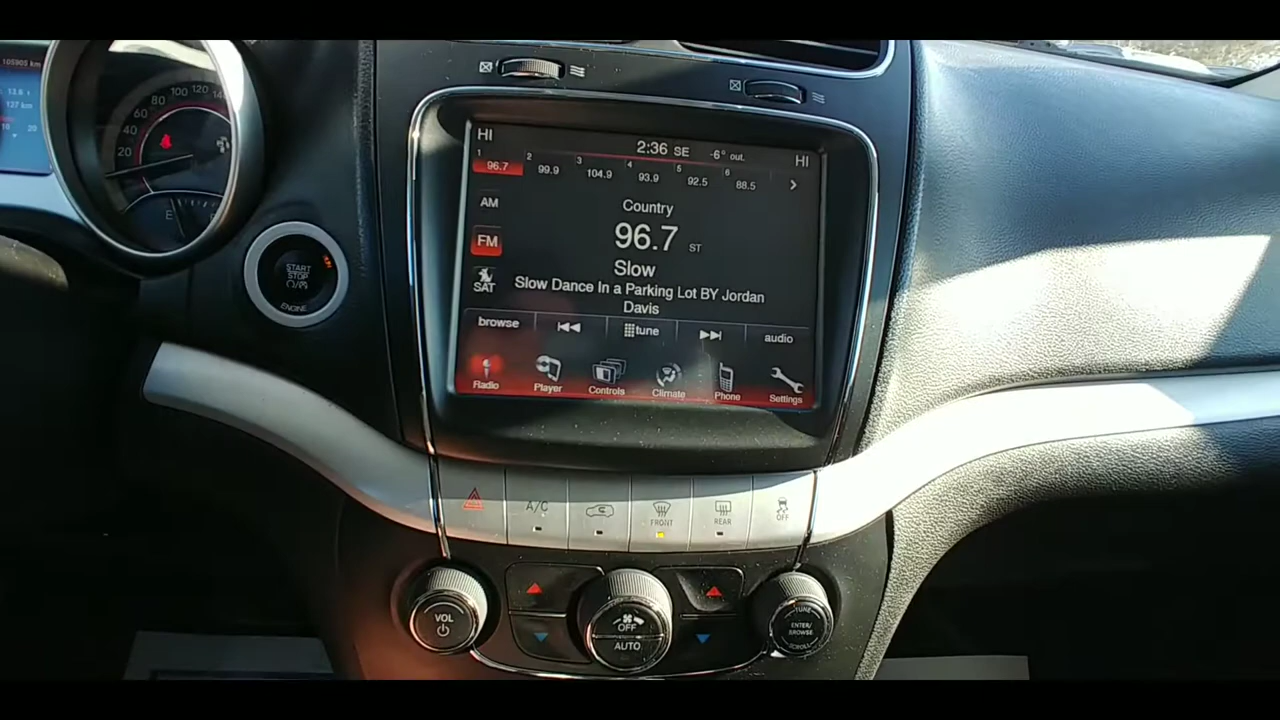 105903 km
13.6
127 km
10 20
20 40 60 80 100 120
E
START
STOP
ENGINE
HI 2:36 SE -6° out. HI
1 2 3 4 5 6
96.7 99.9 104.9 93.9 92.5 88.5
AM
Country
FM
96.7 ST
Slow
SAT
Slow Dance In a Parking Lot BY Jordan
Davis
browse tune audio
Radio Player Controls Climate Phone Settings
A/C FRONT REAR OFF
VOL
OFF
AUTO
TUNE
ENTER/
BROWSE
SCROLL